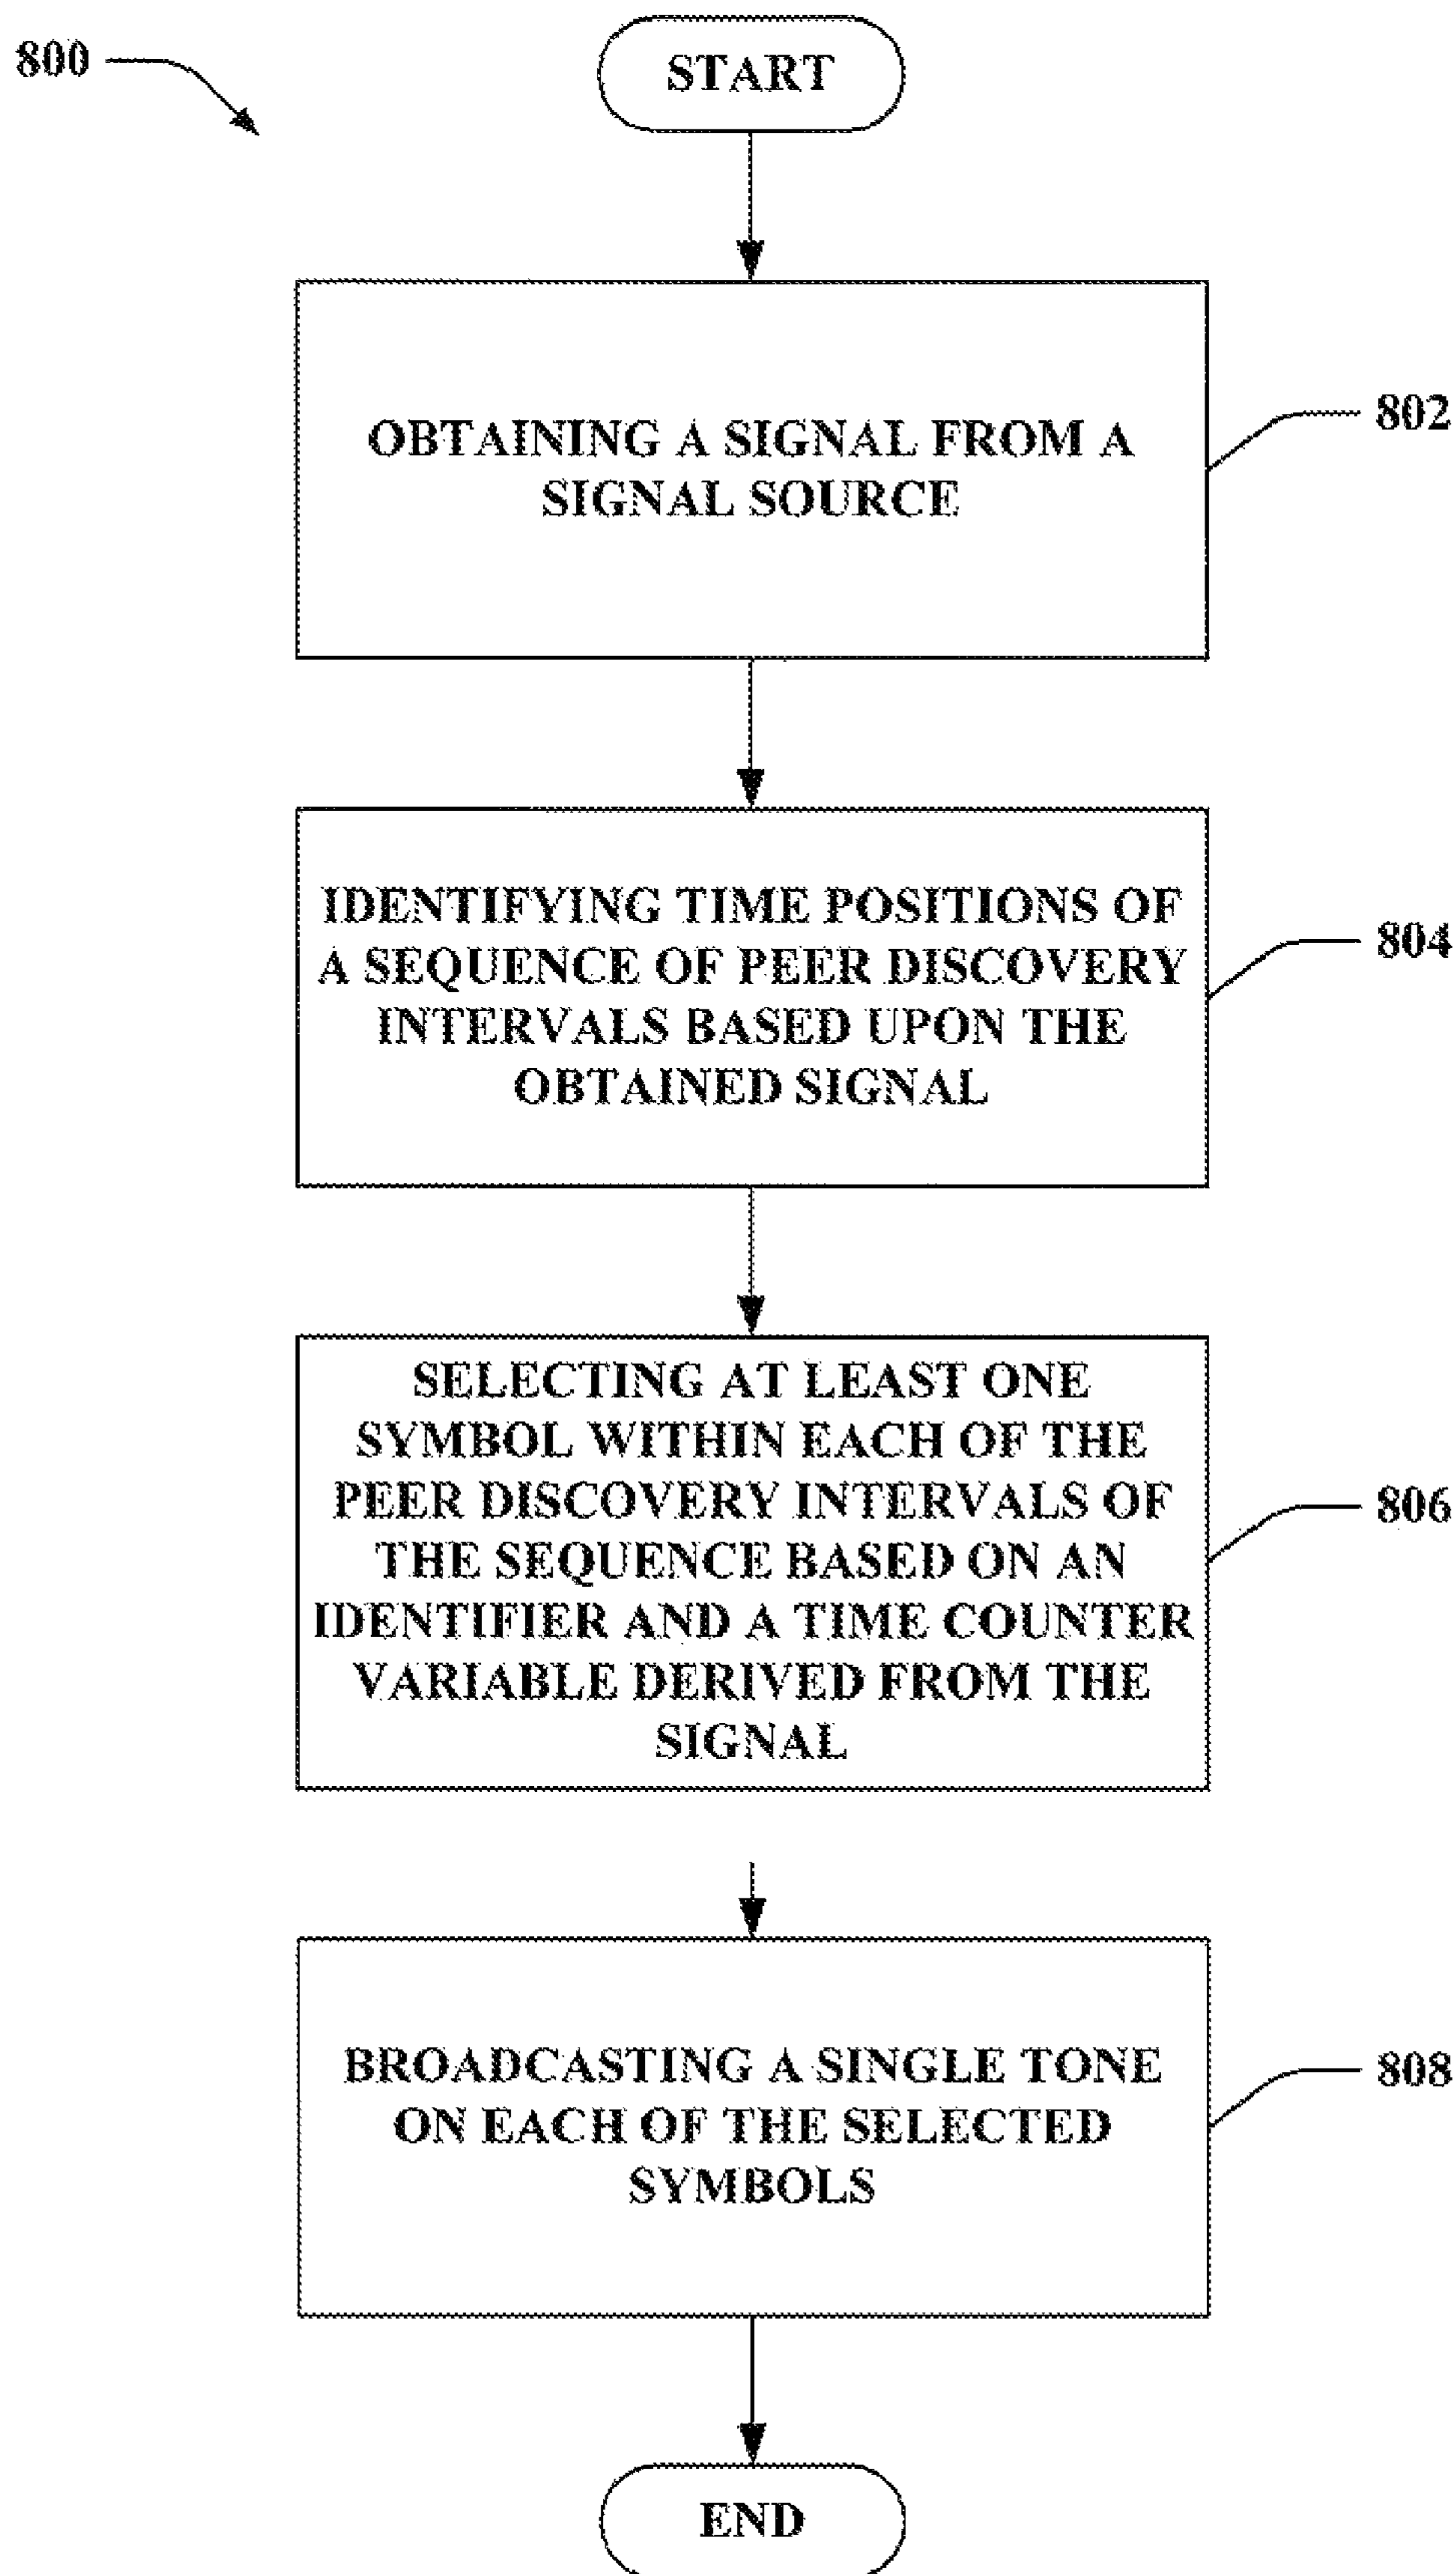 800
START
OBTAINING A SIGNAL FROM A
SIGNAL SOURCE
802
IDENTIFYING TIME POSITIONS OF
A SEQUENCE OF PEER DISCOVERY
INTERVALS BASED UPON THE
OBTAINED SIGNAL
804
SELECTING AT LEAST ONE
SYMBOL WITHIN EACH OF THE
PEER DISCOVERY INTERVALS OF
THE SEQUENCE BASED ON AN
IDENTIFIER AND A TIME COUNTER
VARIABLE DERIVED FROM THE
SIGNAL
806
BROADCASTING A SINGLE TONE
ON EACH OF THE SELECTED
SYMBOLS
808
END